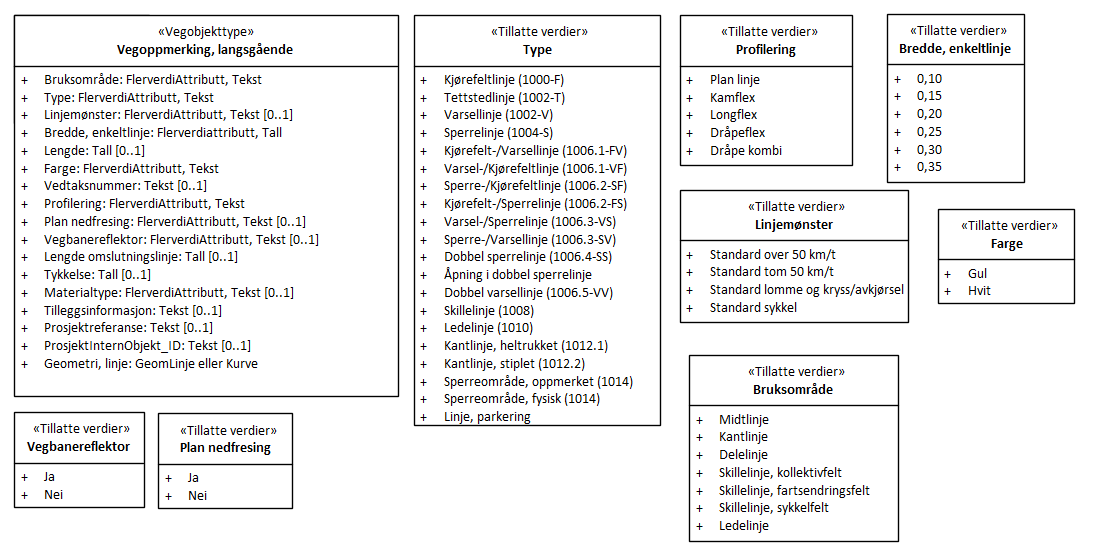 «Vegobjekttype»
Vegoppmerking, langsgående
+ Bruksområde: FlerverdiAttributt, Tekst
+ Type: FlerverdiAttributt, Tekst
+ Linjemønster: FlerverdiAttributt, Tekst [0..1]
+ Bredde, enkeltlinje: Flerverdiattributt, Tall
+ Lengde: Tall [0..1]
+ Farge: FlerverdiAttributt, Tekst
+ Vedtaksnummer: Tekst [0..1]
+ Profilering: FlerverdiAttributt, Tekst
+ Plan nedfresing: FlerverdiAttributt, Tekst [0..1]
+ Vegbanereflektor: FlerverdiAttributt, Tekst [0..1]
+ Lengde omslutningslinje: Tall [0..1]
+ Tykkelse: Tall [0..1]
+ Materialtype: FlerverdiAttributt, Tekst [0..1]
+ Tilleggsinformasjon: Tekst [0..1]
+ Prosjektreferanse: Tekst [0..1]
+ ProsjektInternObjekt_ID: Tekst [0..1]
+ Geometri, linje: GeomLinje eller Kurve
«Tillatte verdier»
Vegbanereflektor
+ Ja
+ Nei
«Tillatte verdier»
Plan nedfresing
+ Ja
+ Nei
«Tillatte verdier»
Type
+ Kjørefeltlinje (1000-F)
+ Tettstedlinje (1002-T)
+ Varsellinje (1002-V)
+ Sperrelinje (1004-S)
+ Kjørefelt-/Varsellinje (1006.1-FV)
+ Varsel-/Kjørefeltlinje (1006.1-VF)
+ Sperre-/Kjørefeltlinje (1006.2-SF)
+ Kjørefelt-/Sperrelinje (1006.2-FS)
+ Varsel-/Sperrelinje (1006.3-VS)
+ Sperre-/Varsellinje (1006.3-SV)
+ Dobbel sperrelinje (1006.4-SS)
+ Åpning i dobbel sperrelinje
+ Dobbel varsellinje (1006.5-VV)
+ Skillelinje (1008)
+ Ledelinje (1010)
+ Kantlinje, heltrukket (1012.1)
+ Kantlinje, stiplet (1012.2)
+ Sperreområde, oppmerket (1014)
+ Sperreområde, fysisk (1014)
+ Linje, parkering
«Tillatte verdier»
Profilering
+ Plan linje
+ Kamflex
+ Longflex
+ Dråpeflex
+ Dråpe kombi
«Tillatte verdier»
Bredde, enkeltlinje
+ 0,10
+ 0,15
+ 0,20
+ 0,25
+ 0,30
+ 0,35
«Tillatte verdier»
Linjemønster
+ Standard over 50 km/t
+ Standard tom 50 km/t
+ Standard lomme og kryss/avkjørsel
+ Standard sykkel
«Tillatte verdier»
Farge
+ Gul
+ Hvit
«Tillatte verdier»
Bruksområde
+ Midtlinje
+ Kantlinje
+ Delelinje
+ Skillelinje, kollektivfelt
+ Skillelinje, fartsendringsfelt
+ Skillelinje, sykkelfelt
+ Ledelinje